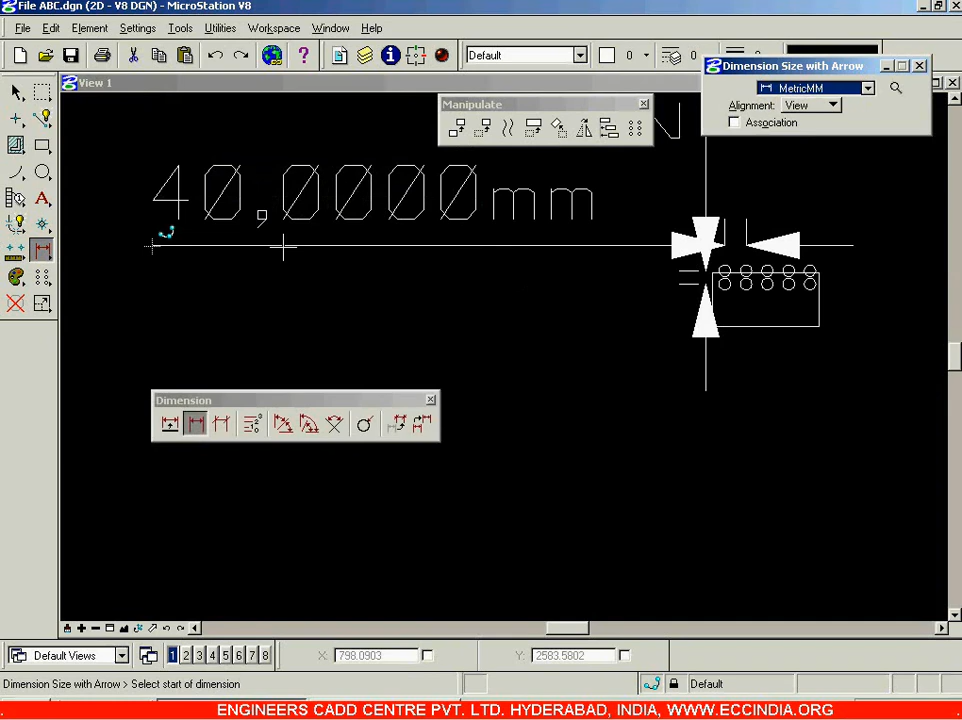 File ABC.dgn (2D - V8 DGN) - MicroStation V8
File Edit Element Settings Tools Utilities Workspace Window Help
Default 0 0
View 1
Manipulate
Dimension Size with Arrow
MetricMM
Alignment: View
Association
40,0000mm
Dimension
Default Views 1 2 3 4 5 6 7 8 X: 798.0903 Y: 2583.5802
Dimension Size with Arrow > Select start of dimension Default
ENGINEERS CADD CENTRE PVT. LTD. HYDERABAD, INDIA, WWW.ECCINDIA.ORG